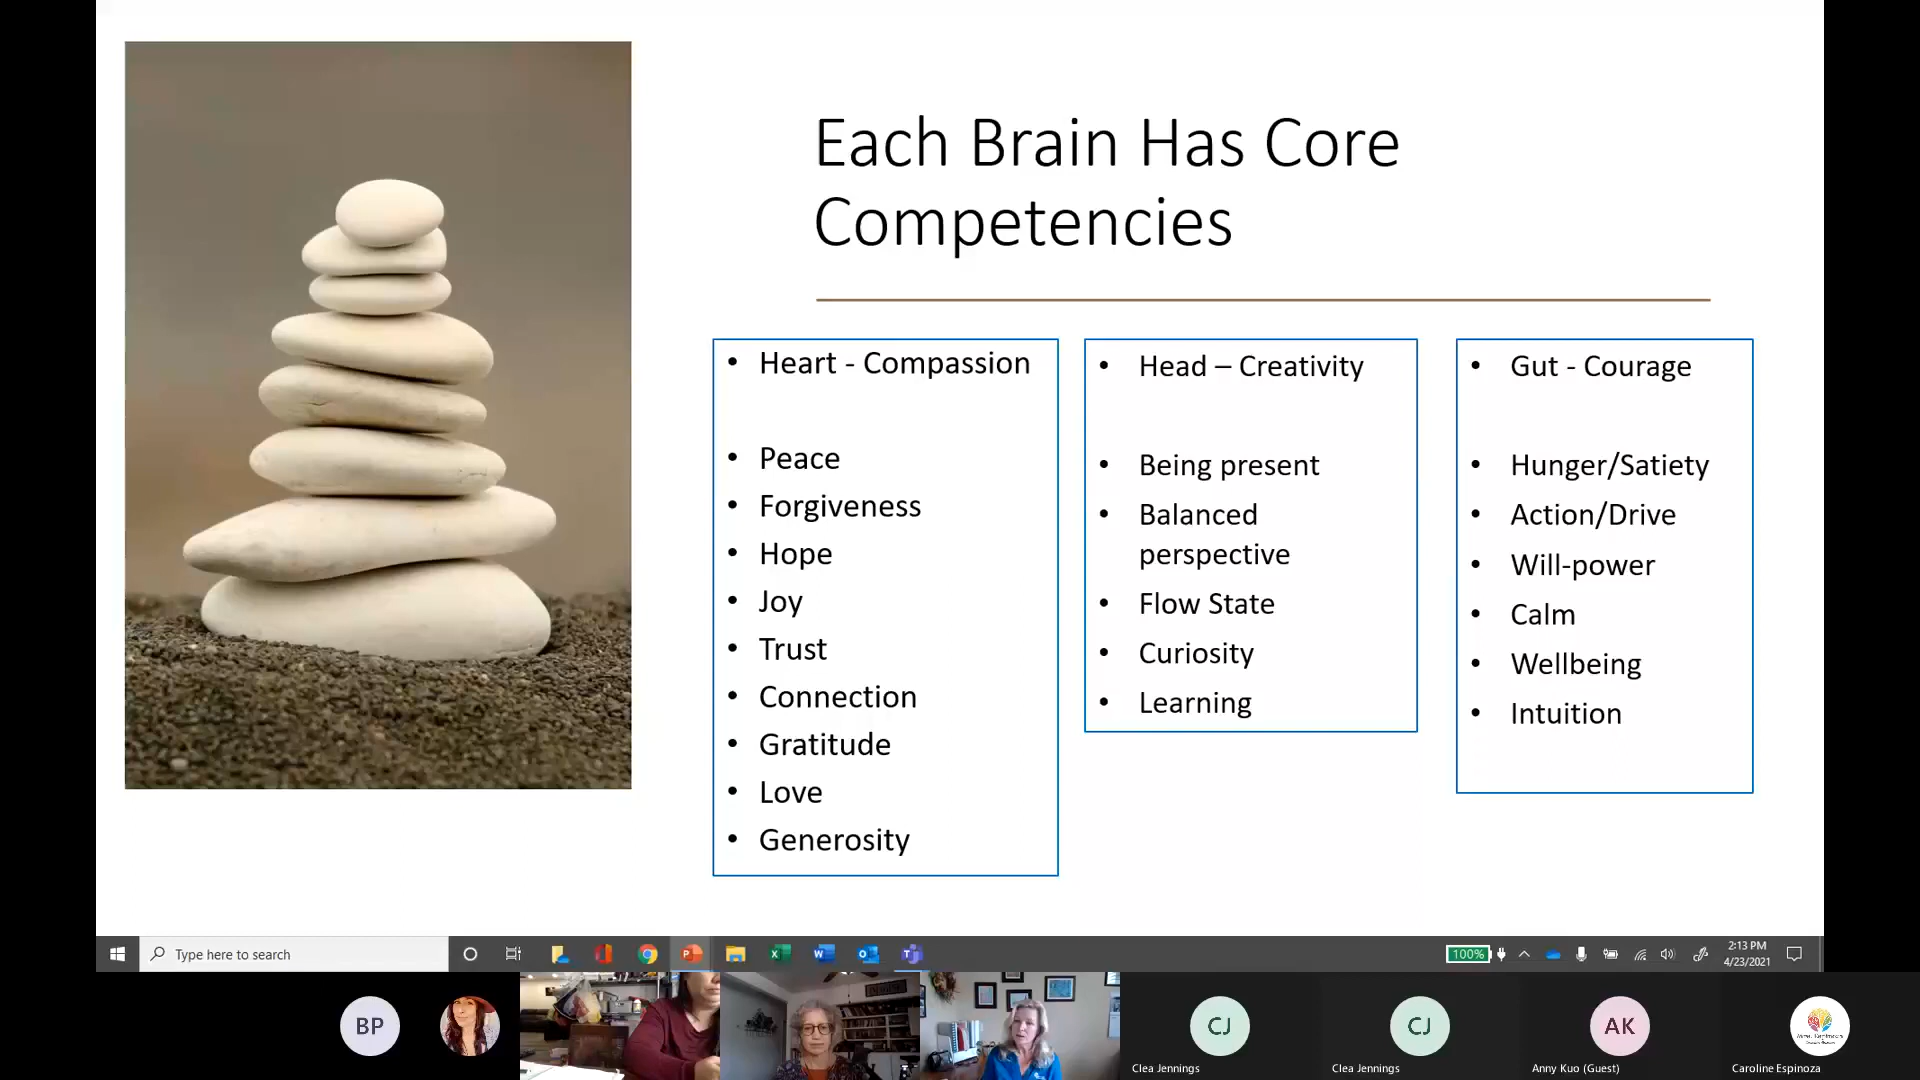 Each Brain Has Core
Competencies
• Heart - Compassion
• Peace
• Forgiveness
• Hope
• Joy
• Trust
• Connection
• Gratitude
• Love
• Generosity
• Head – Creativity
• Being present
• Balanced
perspective
• Flow State
• Curiosity
• Learning
• Gut - Courage
• Hunger/Satiety
• Action/Drive
• Will-power
• Calm
• Wellbeing
• Intuition
Type here to search
100%
2:13 PM
4/23/2021
BP
CJ
Clea Jennings
CJ
Clea Jennings
AK
Anny Kuo (Guest)
Caroline Espinoza